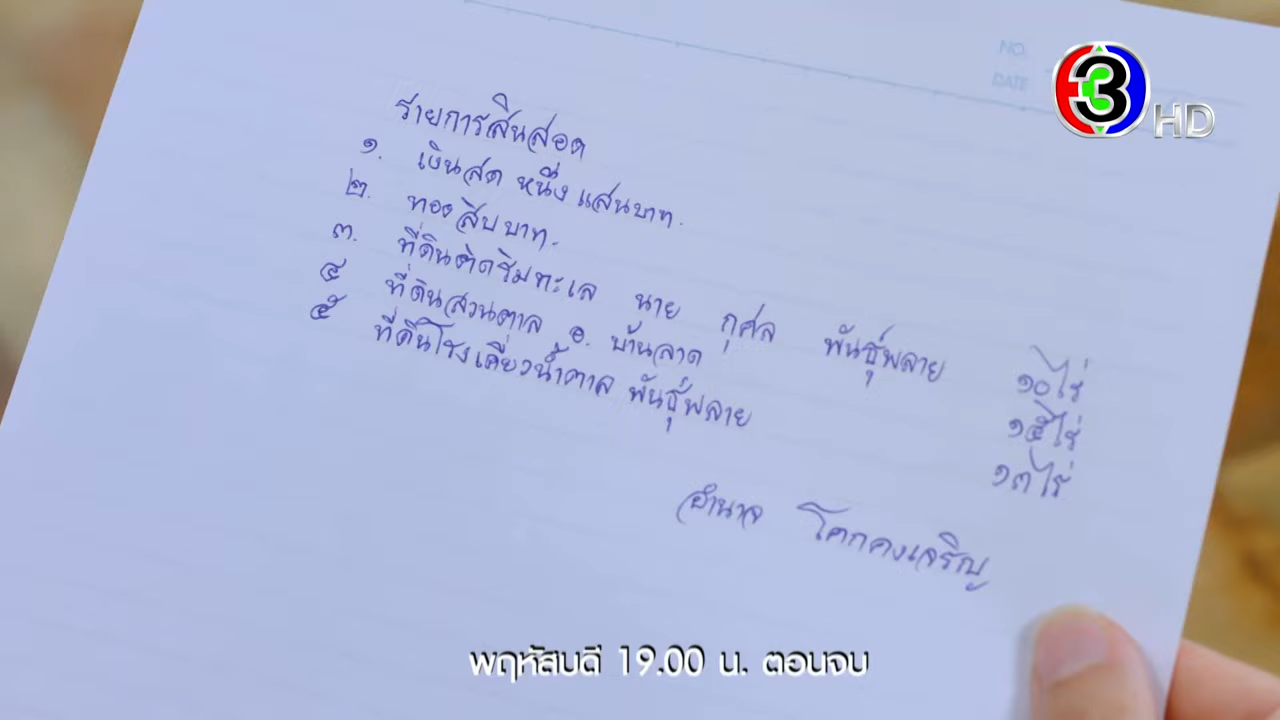 NO.
DATE
3 HD
รายการสินสอด
๑. เงินสด หนึ่งแสนบาท.
๒. ทองสิบบาท.
๓. ที่ดินติดริมทะเล นาย กุศล พันธุ์พลาย ๑๐ไร่
๔ ที่ดินสวนตาล อ. บ้านลาด ๑๕ไร่
๕ ที่ดินโรงเคี่ยวน้ำตาล พันธุ์พลาย ๑๓ไร่
อำนาจ โคกคงเจริญ
พฤหัสบดี 19.00 น. ตอนจบ